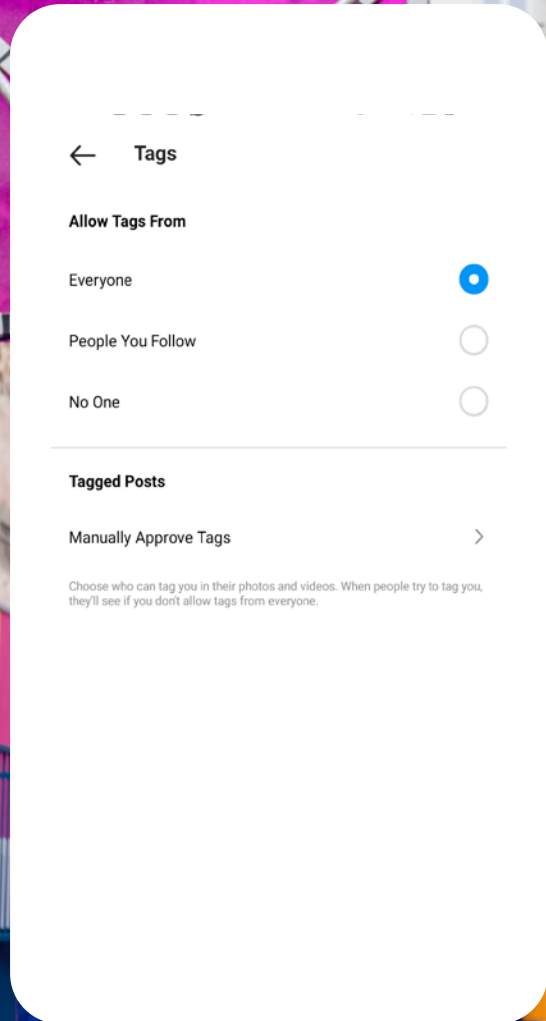 Tags
Allow Tags From
Everyone
People You Follow
No One
Tagged Posts
Manually Approve Tags
Choose who can tag you in their photos and videos. When people try to tag you,
they'll see if you don't allow tags from everyone.